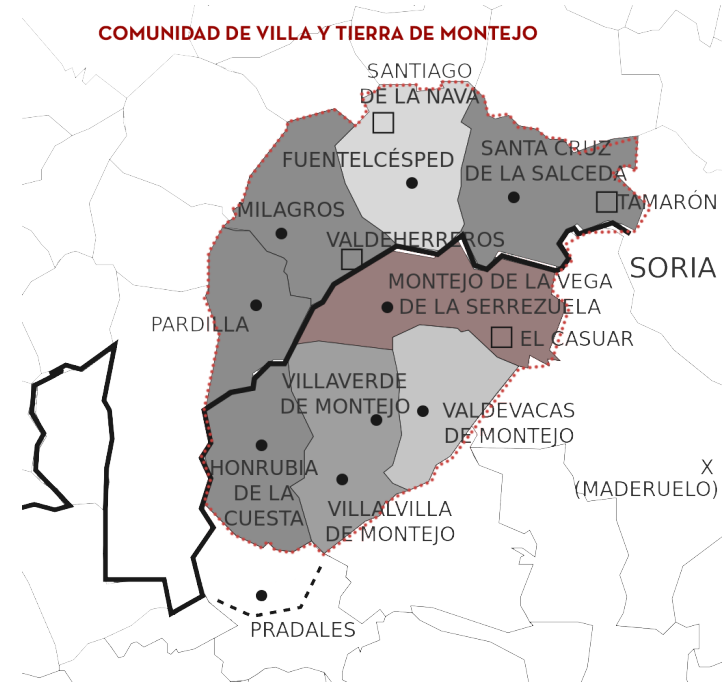 COMUNIDAD DE VILLA Y TIERRA DE MONTEJO
SANTIAGO
DE LA NAVA
FUENTELCÉSPED
SANTA CRUZ
DE LA SALCEDA
TAMARÓN
MILAGROS
VALDEHERREROS
SORIA
MONTEJO DE LA VEGA
DE LA SERREZUELA
PARDILLA
EL CASUAR
VILLAVERDE
DE MONTEJO
VALDEVACAS
DE MONTEJO
HONRUBIA
DE LA
CUESTA
X
(MADERUELO)
VILLALVILLA
DE MONTEJO
PRADALES